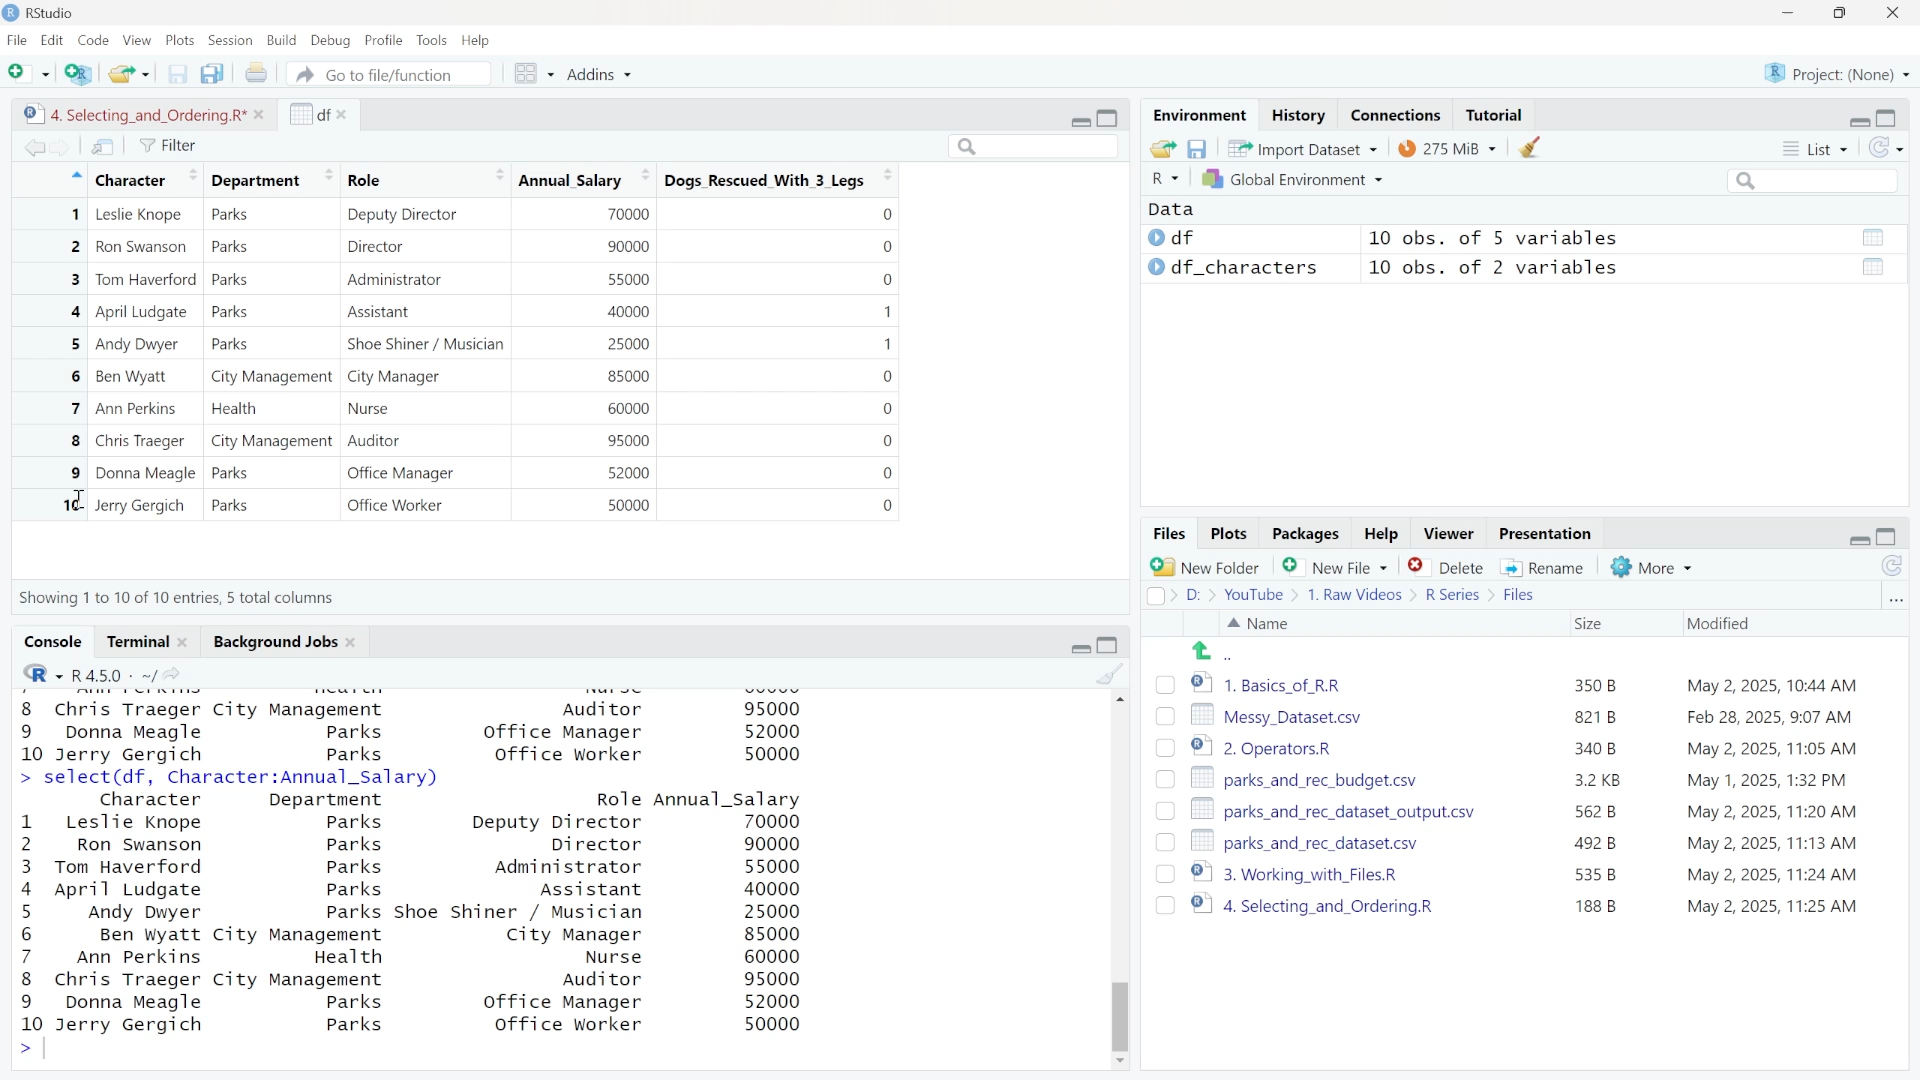 RStudio
File Edit Code View Plots Session Build Debug Profile Tools Help
Go to file/function Addins Project: (None)
4. Selecting_and_Ordering.R* df
Filter
Character Department Role Annual_Salary Dogs_Rescued_With_3_Legs
1 Leslie Knope Parks Deputy Director 70000 0
2 Ron Swanson Parks Director 90000 0
3 Tom Haverford Parks Administrator 55000 0
4 April Ludgate Parks Assistant 40000 1
5 Andy Dwyer Parks Shoe Shiner / Musician 25000 1
6 Ben Wyatt City Management City Manager 85000 0
7 Ann Perkins Health Nurse 60000 0
8 Chris Traeger City Management Auditor 95000 0
9 Donna Meagle Parks Office Manager 52000 0
10 Jerry Gergich Parks Office Worker 50000 0
Showing 1 to 10 of 10 entries, 5 total columns
Console Terminal Background Jobs
R 4.5.0 · ~/
8 Chris Traeger City Management Auditor 95000
9 Donna Meagle Parks Office Manager 52000
10 Jerry Gergich Parks Office Worker 50000
> select(df, Character:Annual_Salary)
Character Department Role Annual_Salary
1 Leslie Knope Parks Deputy Director 70000
2 Ron Swanson Parks Director 90000
3 Tom Haverford Parks Administrator 55000
4 April Ludgate Parks Assistant 40000
5 Andy Dwyer Parks Shoe Shiner / Musician 25000
6 Ben Wyatt City Management City Manager 85000
7 Ann Perkins Health Nurse 60000
8 Chris Traeger City Management Auditor 95000
9 Donna Meagle Parks Office Manager 52000
10 Jerry Gergich Parks Office Worker 50000
>
Environment History Connections Tutorial
Import Dataset 275 MiB List
R Global Environment
Data
df 10 obs. of 5 variables
df_characters 10 obs. of 2 variables
Files Plots Packages Help Viewer Presentation
New Folder New File Delete Rename More
D: YouTube 1. Raw Videos R Series Files ...
Name Size Modified
..
1. Basics_of_R.R 350 B May 2, 2025, 10:44 AM
Messy_Dataset.csv 821 B Feb 28, 2025, 9:07 AM
2. Operators.R 340 B May 2, 2025, 11:05 AM
parks_and_rec_budget.csv 3.2 KB May 1, 2025, 1:32 PM
parks_and_rec_dataset_output.csv 562 B May 2, 2025, 11:20 AM
parks_and_rec_dataset.csv 492 B May 2, 2025, 11:13 AM
3. Working_with_Files.R 535 B May 2, 2025, 11:24 AM
4. Selecting_and_Ordering.R 188 B May 2, 2025, 11:25 AM